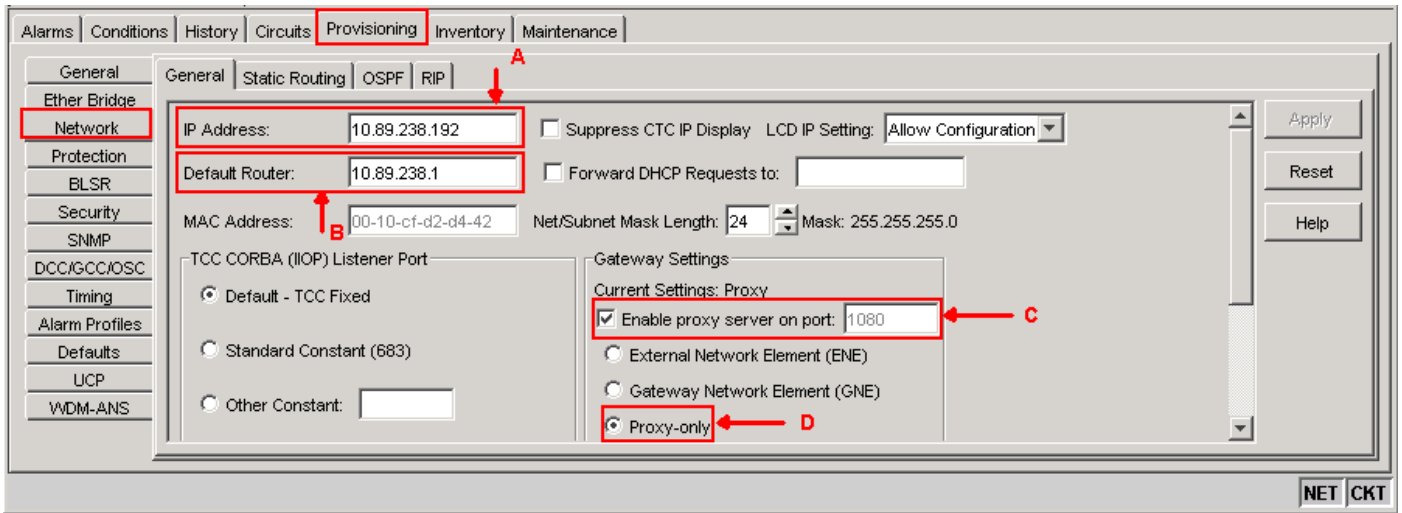 Alarms Conditions History Circuits Provisioning Inventory Maintenance
A
General
Ether Bridge
Network
Protection
BLSR
Security
SNMP
DCC/GCC/OSC
Timing
Alarm Profiles
Defaults
UCP
WDM-ANS
General Static Routing OSPF RIP
IP Address: 10.89.238.192 Suppress CTC IP Display LCD IP Setting: Allow Configuration
Default Router: 10.89.238.1 Forward DHCP Requests to:
B
MAC Address: 00-10-cf-d2-d4-42 Net/Subnet Mask Length: 24 Mask: 255.255.255.0
TCC CORBA (IIOP) Listener Port
Default - TCC Fixed
Standard Constant (683)
Other Constant:
Gateway Settings
Current Settings: Proxy
Enable proxy server on port: 1080
C
External Network Element (ENE)
Gateway Network Element (GNE)
Proxy-only
D
Apply
Reset
Help
NET CKT